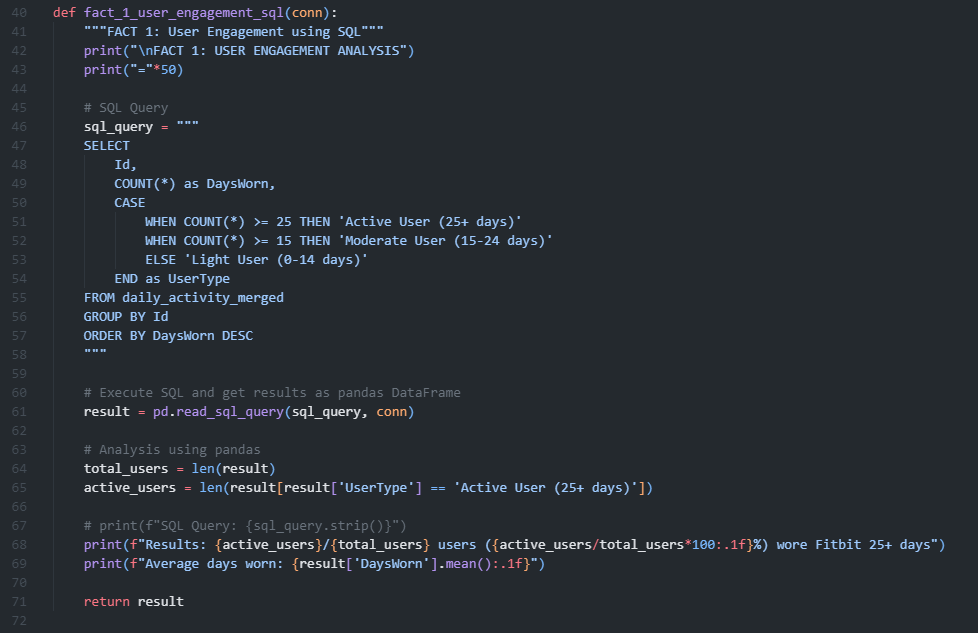 40 def fact_1_user_engagement_sql(conn):
41     """FACT 1: User Engagement using SQL"""
42     print("\nFACT 1: USER ENGAGEMENT ANALYSIS")
43     print("="*50)
44
45     # SQL Query
46     sql_query = """
47     SELECT
48         Id,
49         COUNT(*) as DaysWorn,
50         CASE
51             WHEN COUNT(*) >= 25 THEN 'Active User (25+ days)'
52             WHEN COUNT(*) >= 15 THEN 'Moderate User (15-24 days)'
53             ELSE 'Light User (0-14 days)'
54         END as UserType
55     FROM daily_activity_merged
56     GROUP BY Id
57     ORDER BY DaysWorn DESC
58     """
59
60     # Execute SQL and get results as pandas DataFrame
61     result = pd.read_sql_query(sql_query, conn)
62
63     # Analysis using pandas
64     total_users = len(result)
65     active_users = len(result[result['UserType'] == 'Active User (25+ days)'])
66
67     # print(f"SQL Query: {sql_query.strip()}")
68     print(f"Results: {active_users}/{total_users} users ({active_users/total_users*100:.1f}%) wore Fitbit 25+ days")
69     print(f"Average days worn: {result['DaysWorn'].mean():.1f}")
70
71     return result
72